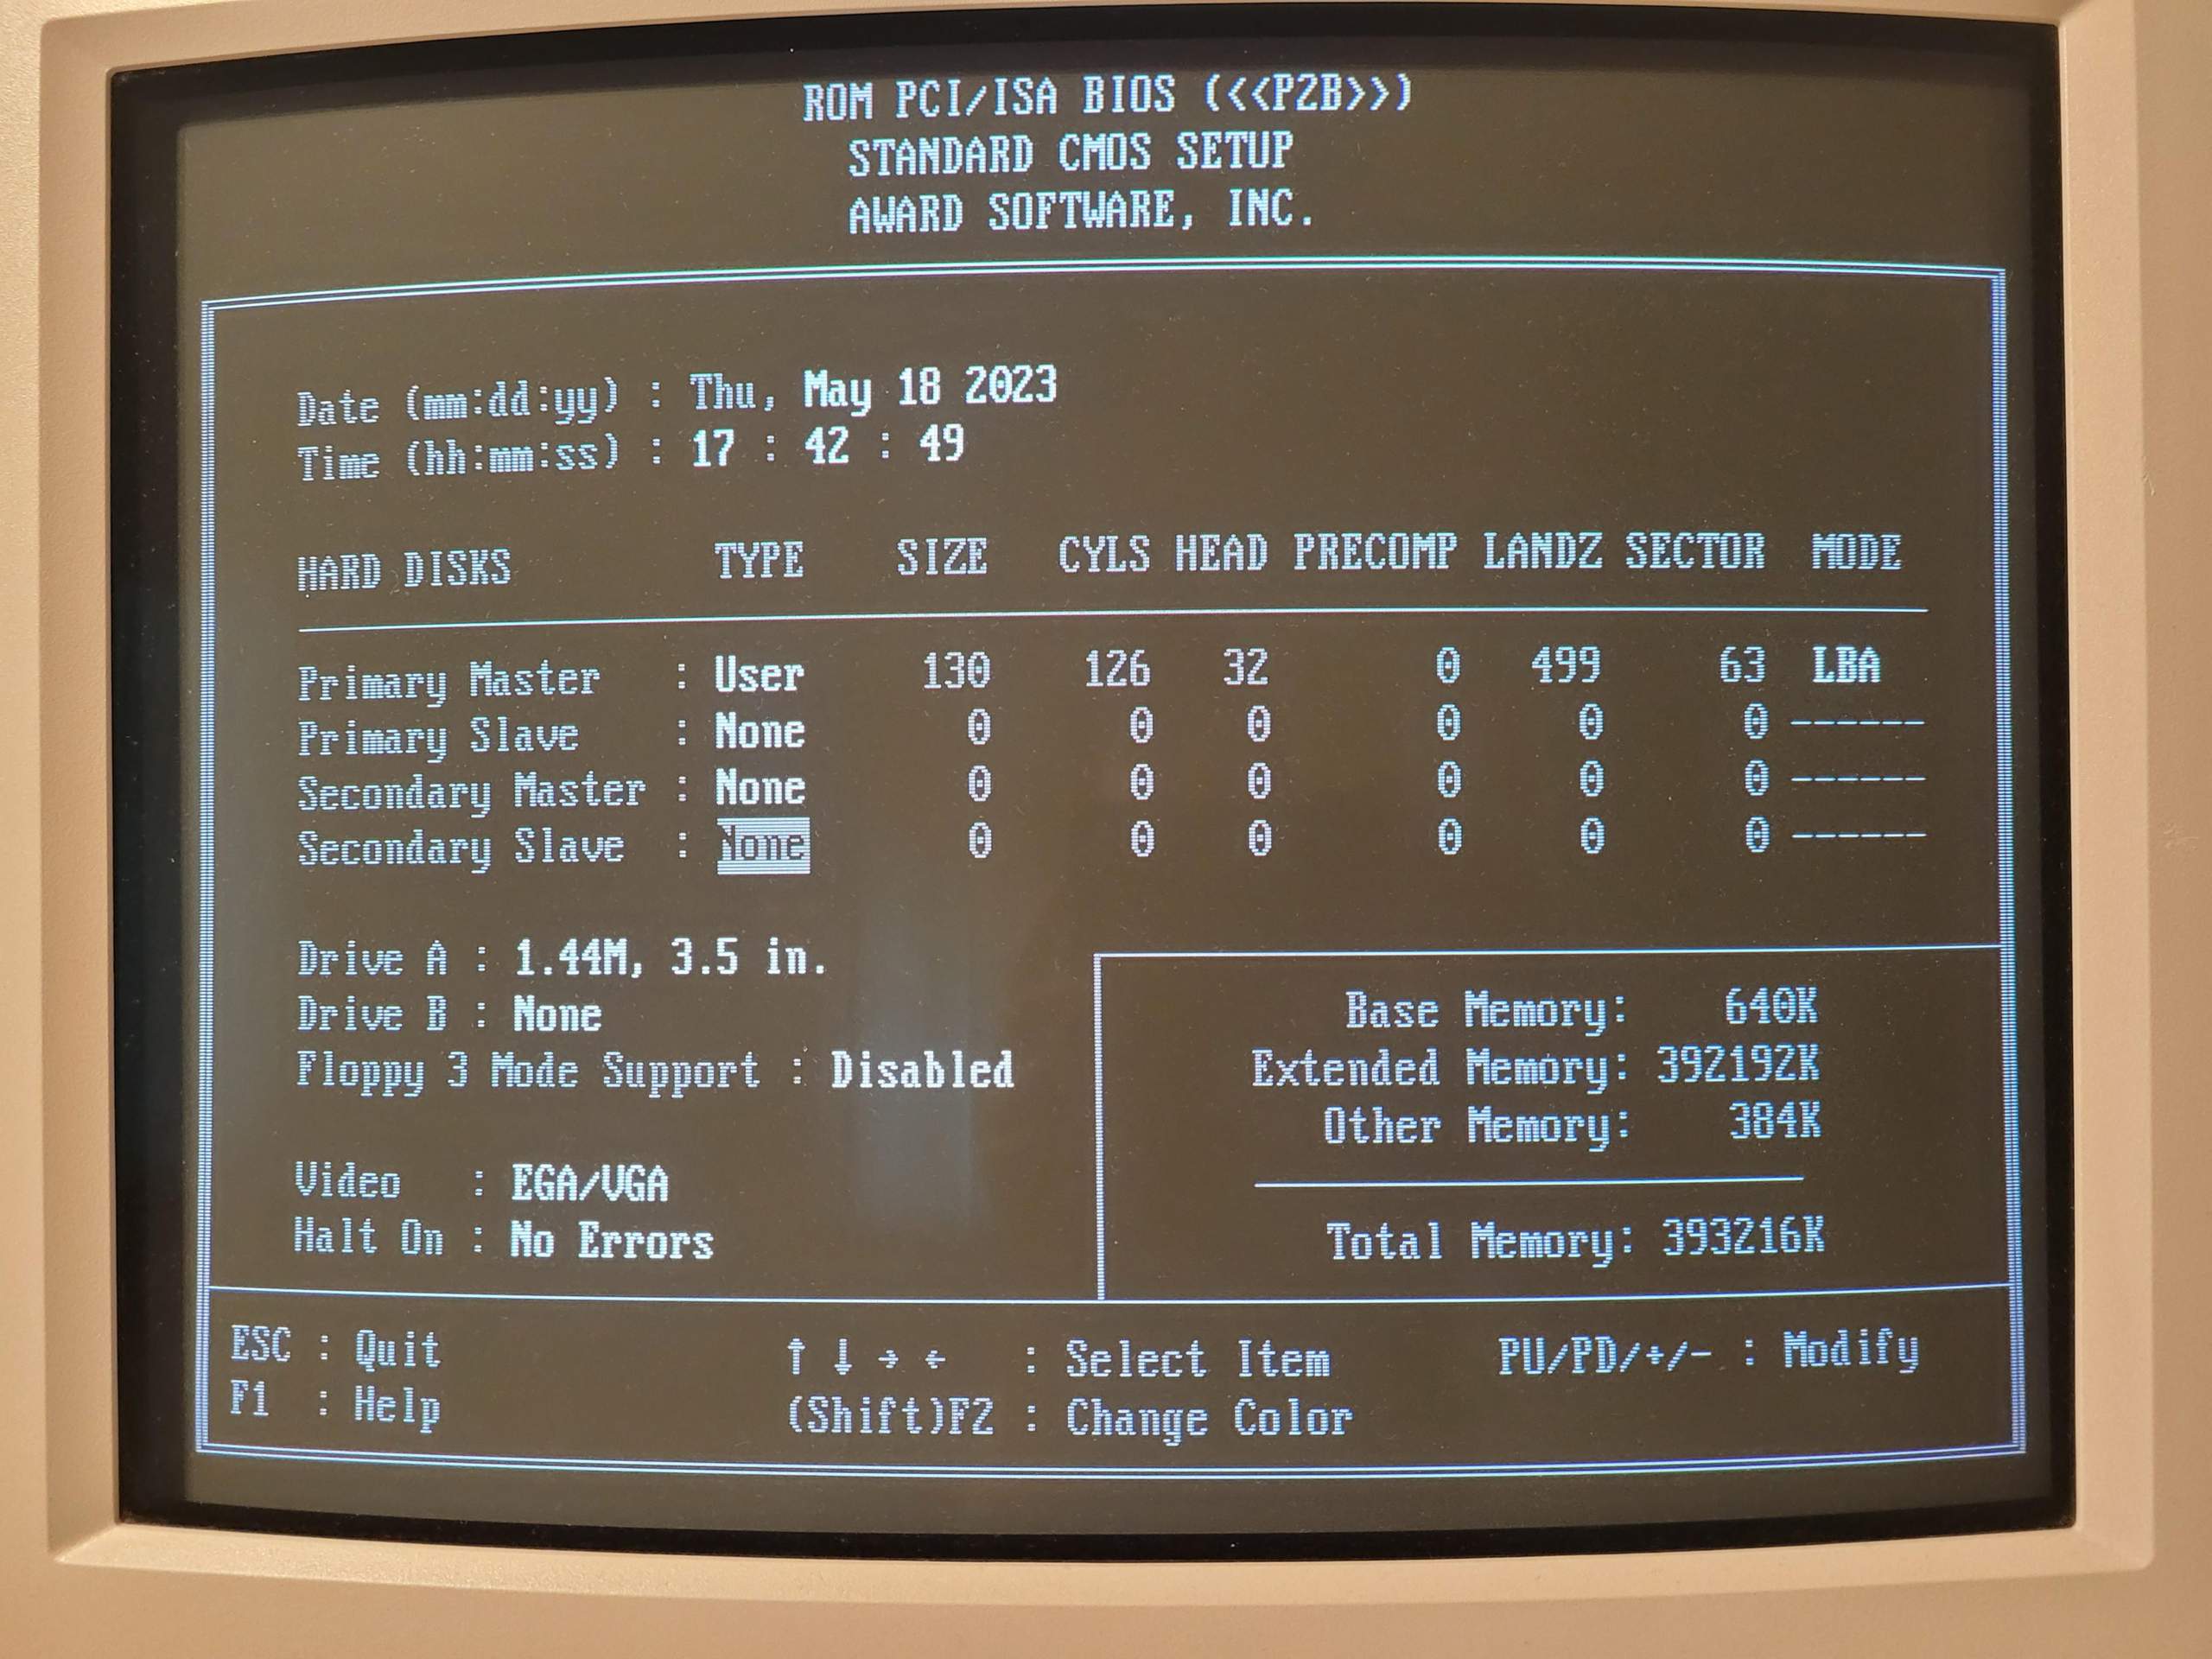 ROM PCI/ISA BIOS (<<P2B>>)
STANDARD CMOS SETUP
AWARD SOFTWARE, INC.
Date (mm:dd:yy) : Thu, May 18 2023
Time (hh:mm:ss) : 17 : 42 : 49
HARD DISKS TYPE SIZE CYLS HEAD PRECOMP LANDZ SECTOR MODE
Primary Master : User 130 126 32 0 499 63 LBA
Primary Slave : None 0 0 0 0 0 0 ------
Secondary Master : None 0 0 0 0 0 0 ------
Secondary Slave : None 0 0 0 0 0 0 ------
Drive A : 1.44M, 3.5 in.
Drive B : None
Floppy 3 Mode Support : Disabled
Video : EGA/VGA
Halt On : No Errors
Base Memory: 640K
Extended Memory: 392192K
Other Memory: 384K
Total Memory: 393216K
ESC : Quit ↑ ↓ → ← : Select Item PU/PD/+/- : Modify
F1 : Help (Shift)F2 : Change Color